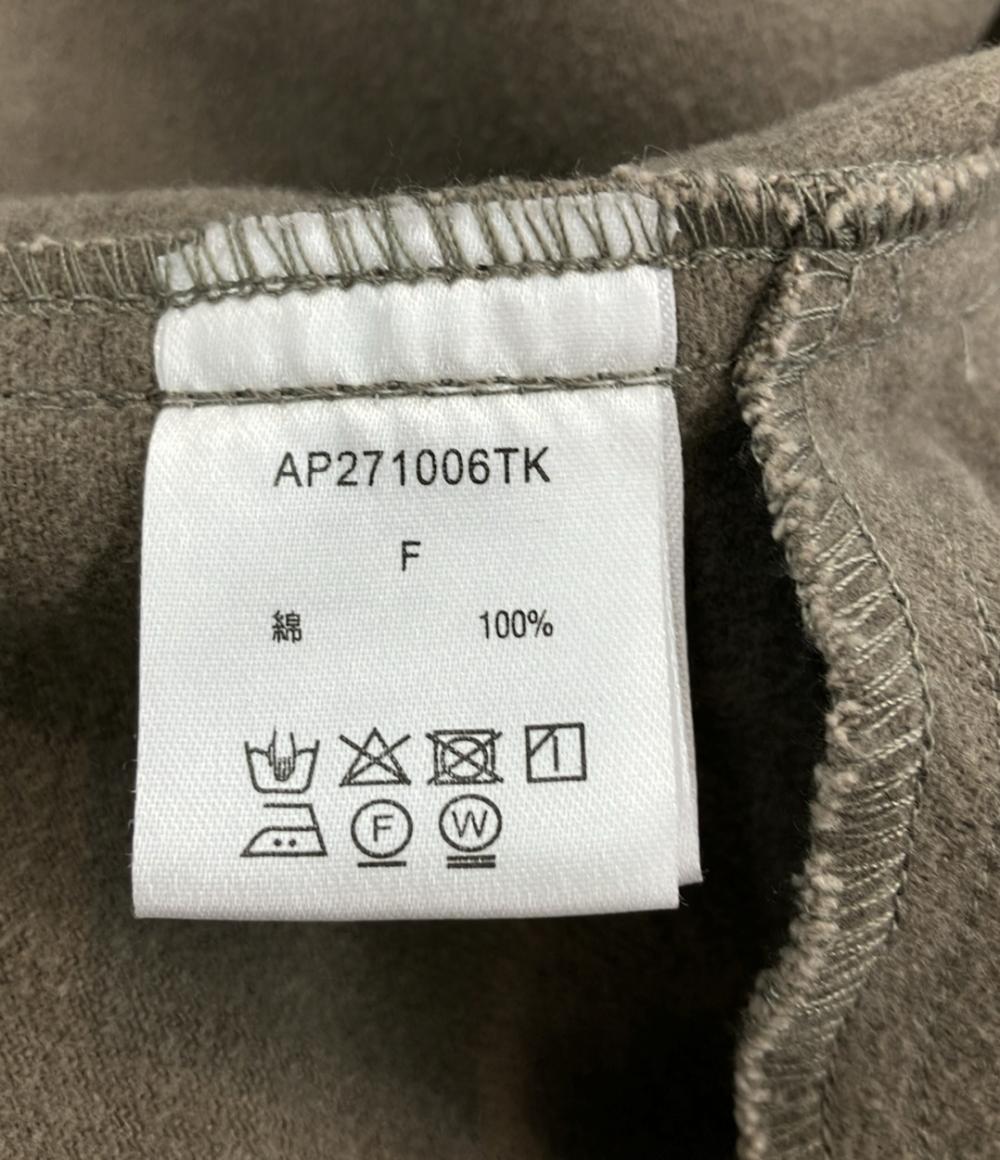 AP271006TK
F
綿 100%
F W